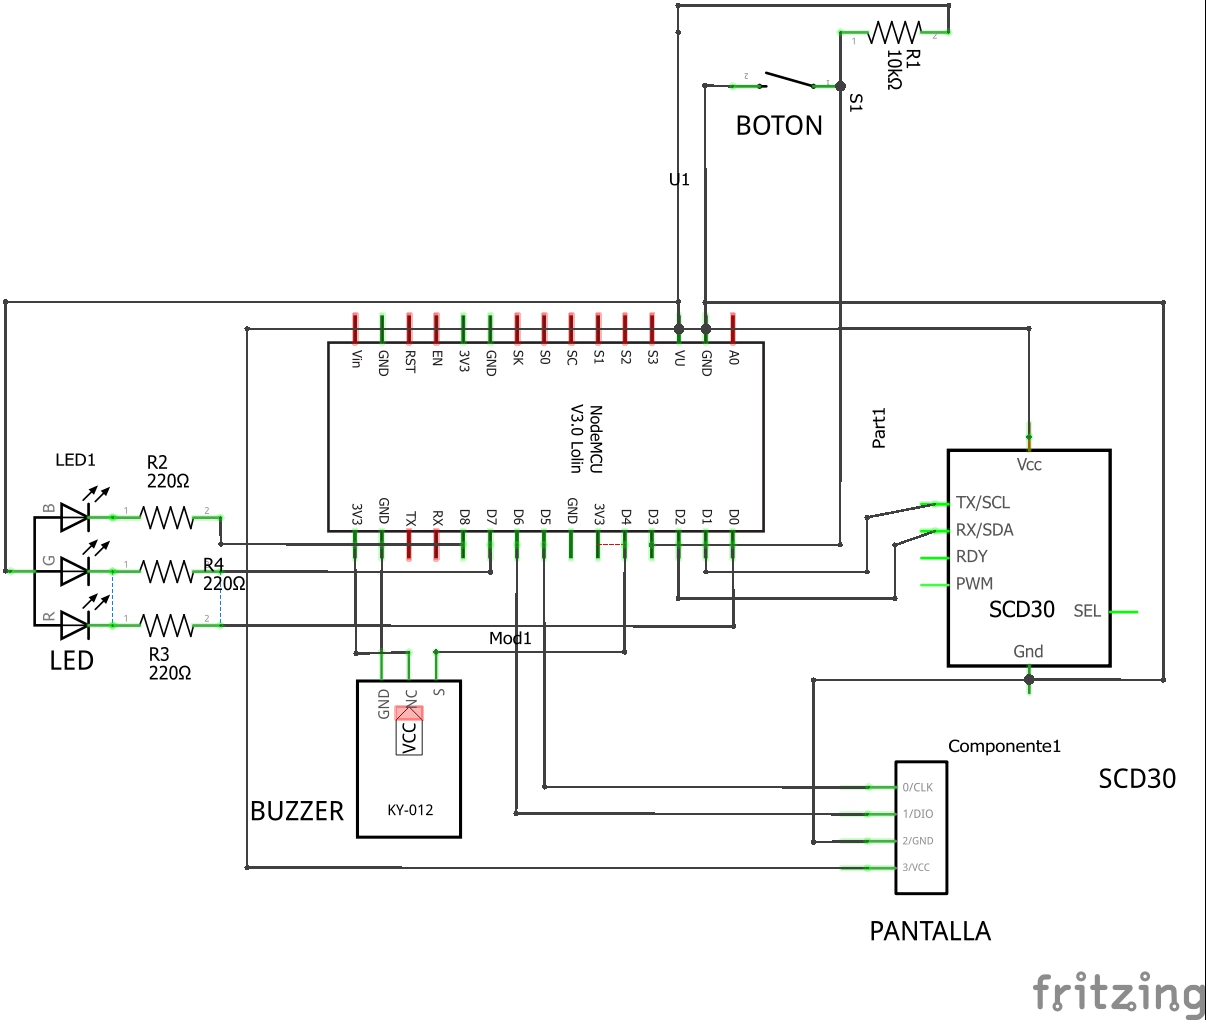 1
2
R1
10kΩ
2
1
S1
BOTON
U1
Vin
GND
RST
EN
3V3
GND
SK
S0
SC
S1
S2
S3
VU
GND
A0
NodeMCU
V3.0 Lolin
3V3
GND
TX
RX
D8
D7
D6
D5
GND
3V3
D4
D3
D2
D1
D0
Part1
Vcc
TX/SCL
RX/SDA
RDY
PWM
SCD30
SEL
Gnd
LED1
R2
220Ω
B
1
2
G
1
R4
220Ω
R
1
2
LED
R3
220Ω
Mod1
GND
NC
S
VCC
KY-012
BUZZER
Componente1
SCD30
0/CLK
1/DIO
2/GND
3/VCC
PANTALLA
fritzing